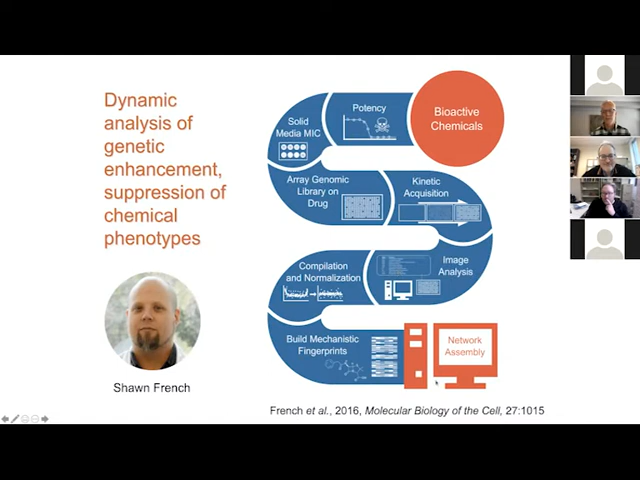 Dynamic
analysis of
genetic
enhancement,
suppression of
chemical
phenotypes
Shawn French
Bioactive
Chemicals
Potency
Solid
Media MIC
Array Genomic
Library on
Drug
Kinetic
Acquisition
Image
Analysis
Compilation
and Normalization
Build Mechanistic
Fingerprints
Network
Assembly
French et al., 2016, Molecular Biology of the Cell, 27:1015